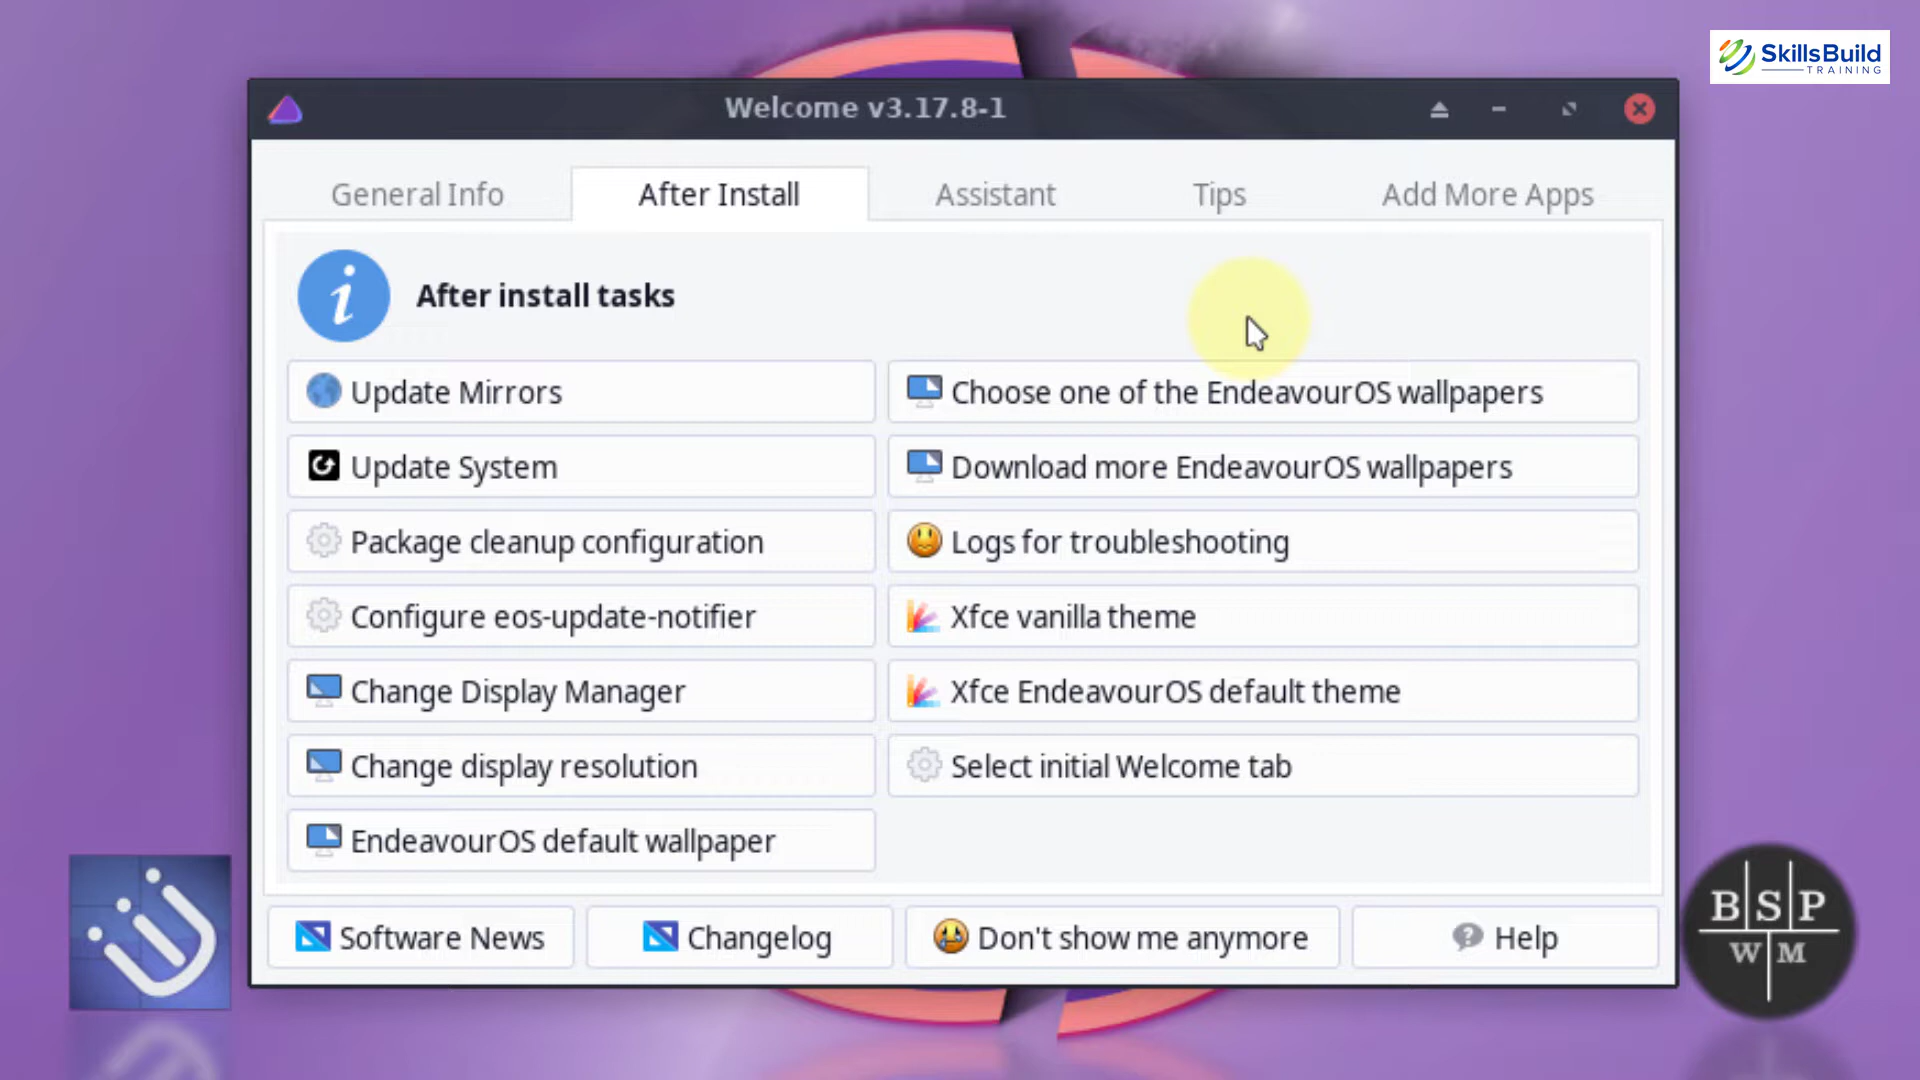 SkillsBuild
TRAINING
Welcome v3.17.8-1
General Info
After Install
Assistant
Tips
Add More Apps
After install tasks
Update Mirrors
Choose one of the EndeavourOS wallpapers
Update System
Download more EndeavourOS wallpapers
Package cleanup configuration
Logs for troubleshooting
Configure eos-update-notifier
Xfce vanilla theme
Change Display Manager
Xfce EndeavourOS default theme
Change display resolution
Select initial Welcome tab
EndeavourOS default wallpaper
Software News
Changelog
Don't show me anymore
Help
BSP
WM